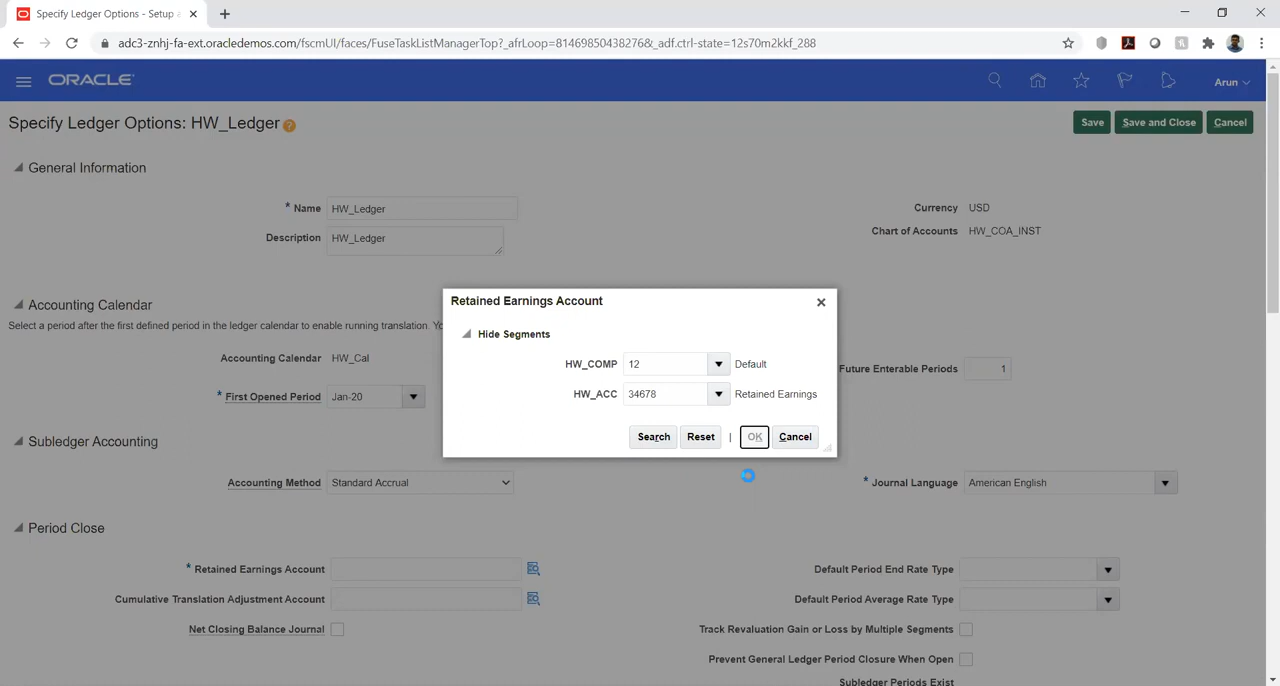 Specify Ledger Options - Setup
adc3-znhj-fa-ext.oracledemos.com/fscmUI/faces/FuseTaskListManagerTop?_afrLoop=814698504382768&_adf.ctrl-state=12s70m2kkf_288
ORACLE
Arun
Specify Ledger Options: HW_Ledger ?
Save
Save and Close
Cancel
General Information
* Name HW_Ledger
Currency USD
Description HW_Ledger
Chart of Accounts HW_COA_INST
Accounting Calendar
Select a period after the first defined period in the ledger calendar to enable running translation.
Accounting Calendar HW_Cal
Future Enterable Periods 1
* First Opened Period Jan-20
Retained Earnings Account
Hide Segments
HW_COMP 12 Default
HW_ACC 34678 Retained Earnings
Search Reset | OK Cancel
Subledger Accounting
Accounting Method Standard Accrual
* Journal Language American English
Period Close
* Retained Earnings Account
Default Period End Rate Type
Cumulative Translation Adjustment Account
Default Period Average Rate Type
Net Closing Balance Journal
Track Revaluation Gain or Loss by Multiple Segments
Prevent General Ledger Period Closure When Open
Subledger Periods Exist